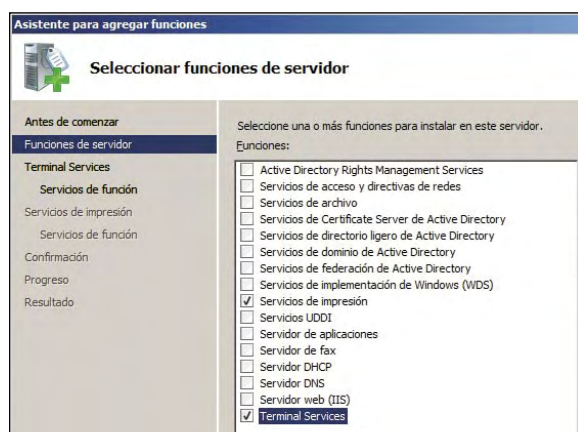 Asistente para agregar funciones
Seleccionar funciones de servidor
Antes de comenzar
Funciones de servidor
Terminal Services
Servicios de función
Servicios de impresión
Servicios de función
Confirmación
Progreso
Resultado
Seleccione una o más funciones para instalar en este servidor.
Funciones:
Active Directory Rights Management Services
Servicios de acceso y directivas de redes
Servicios de archivo
Servicios de Certificate Server de Active Directory
Servicios de directorio ligero de Active Directory
Servicios de dominio de Active Directory
Servicios de federación de Active Directory
Servicios de implementación de Windows (WDS)
Servicios de impresión
Servicios UDDI
Servidor de aplicaciones
Servidor de fax
Servidor DHCP
Servidor DNS
Servidor web (IIS)
Terminal Services